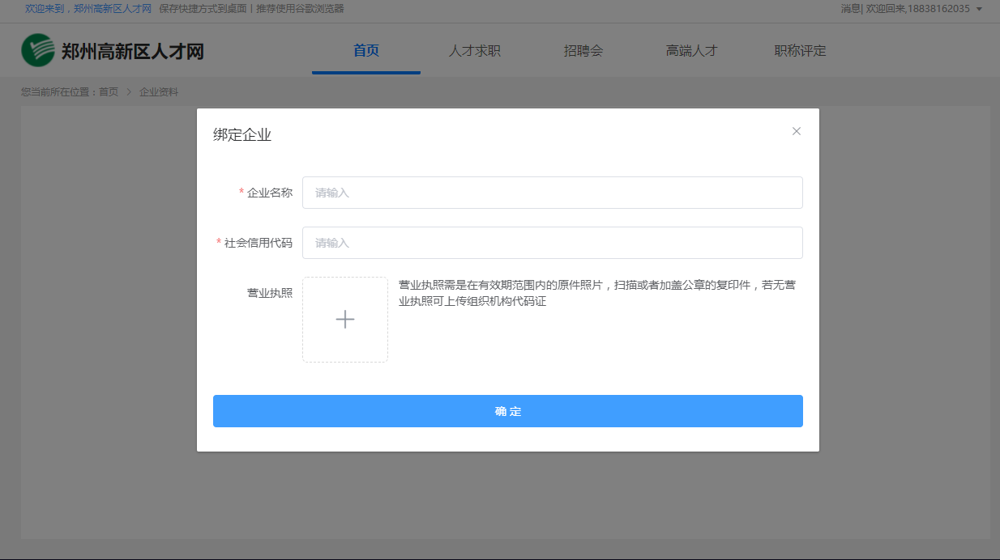 欢迎来到，郑州高新区人才网 保存快捷方式到桌面丨推荐使用谷歌浏览器 消息| 欢迎回来,18838162035
郑州高新区人才网 首页 人才求职 招聘会 高端人才 职称评定
您当前所在位置：首页 > 企业资料
绑定企业
* 企业名称 请输入
* 社会信用代码 请输入
营业执照 营业执照需是在有效期范围内的原件照片，扫描或者加盖公章的复印件，若无营
业执照可上传组织机构代码证
确 定